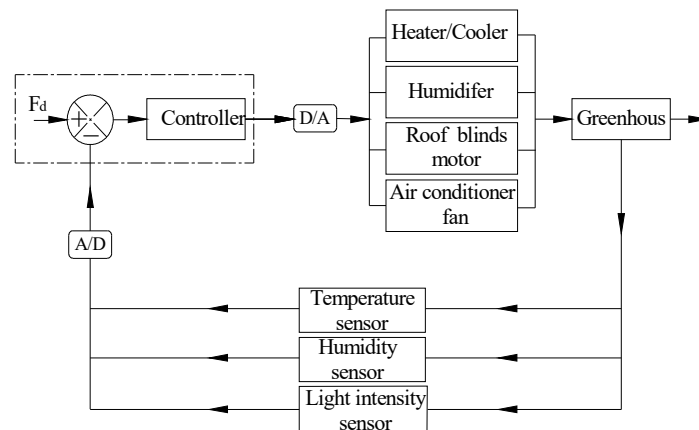 Heater/Cooler
Fd
+
−
Controller
D/A
Humidifer
Greenhous
Roof blinds
motor
Air conditioner
fan
A/D
Temperature
sensor
Humidity
sensor
Light intensity
sensor